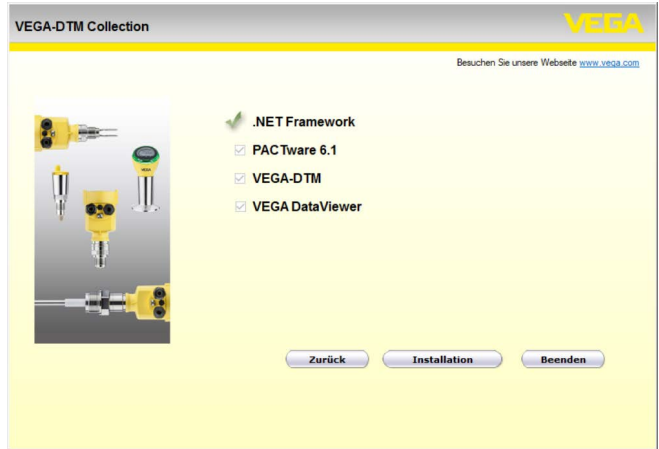 VEGA-DTM Collection
VEGA
Besuchen Sie unsere Webseite www.vega.com
.NET Framework
PACTware 6.1
VEGA-DTM
VEGA DataViewer
Zurück
Installation
Beenden